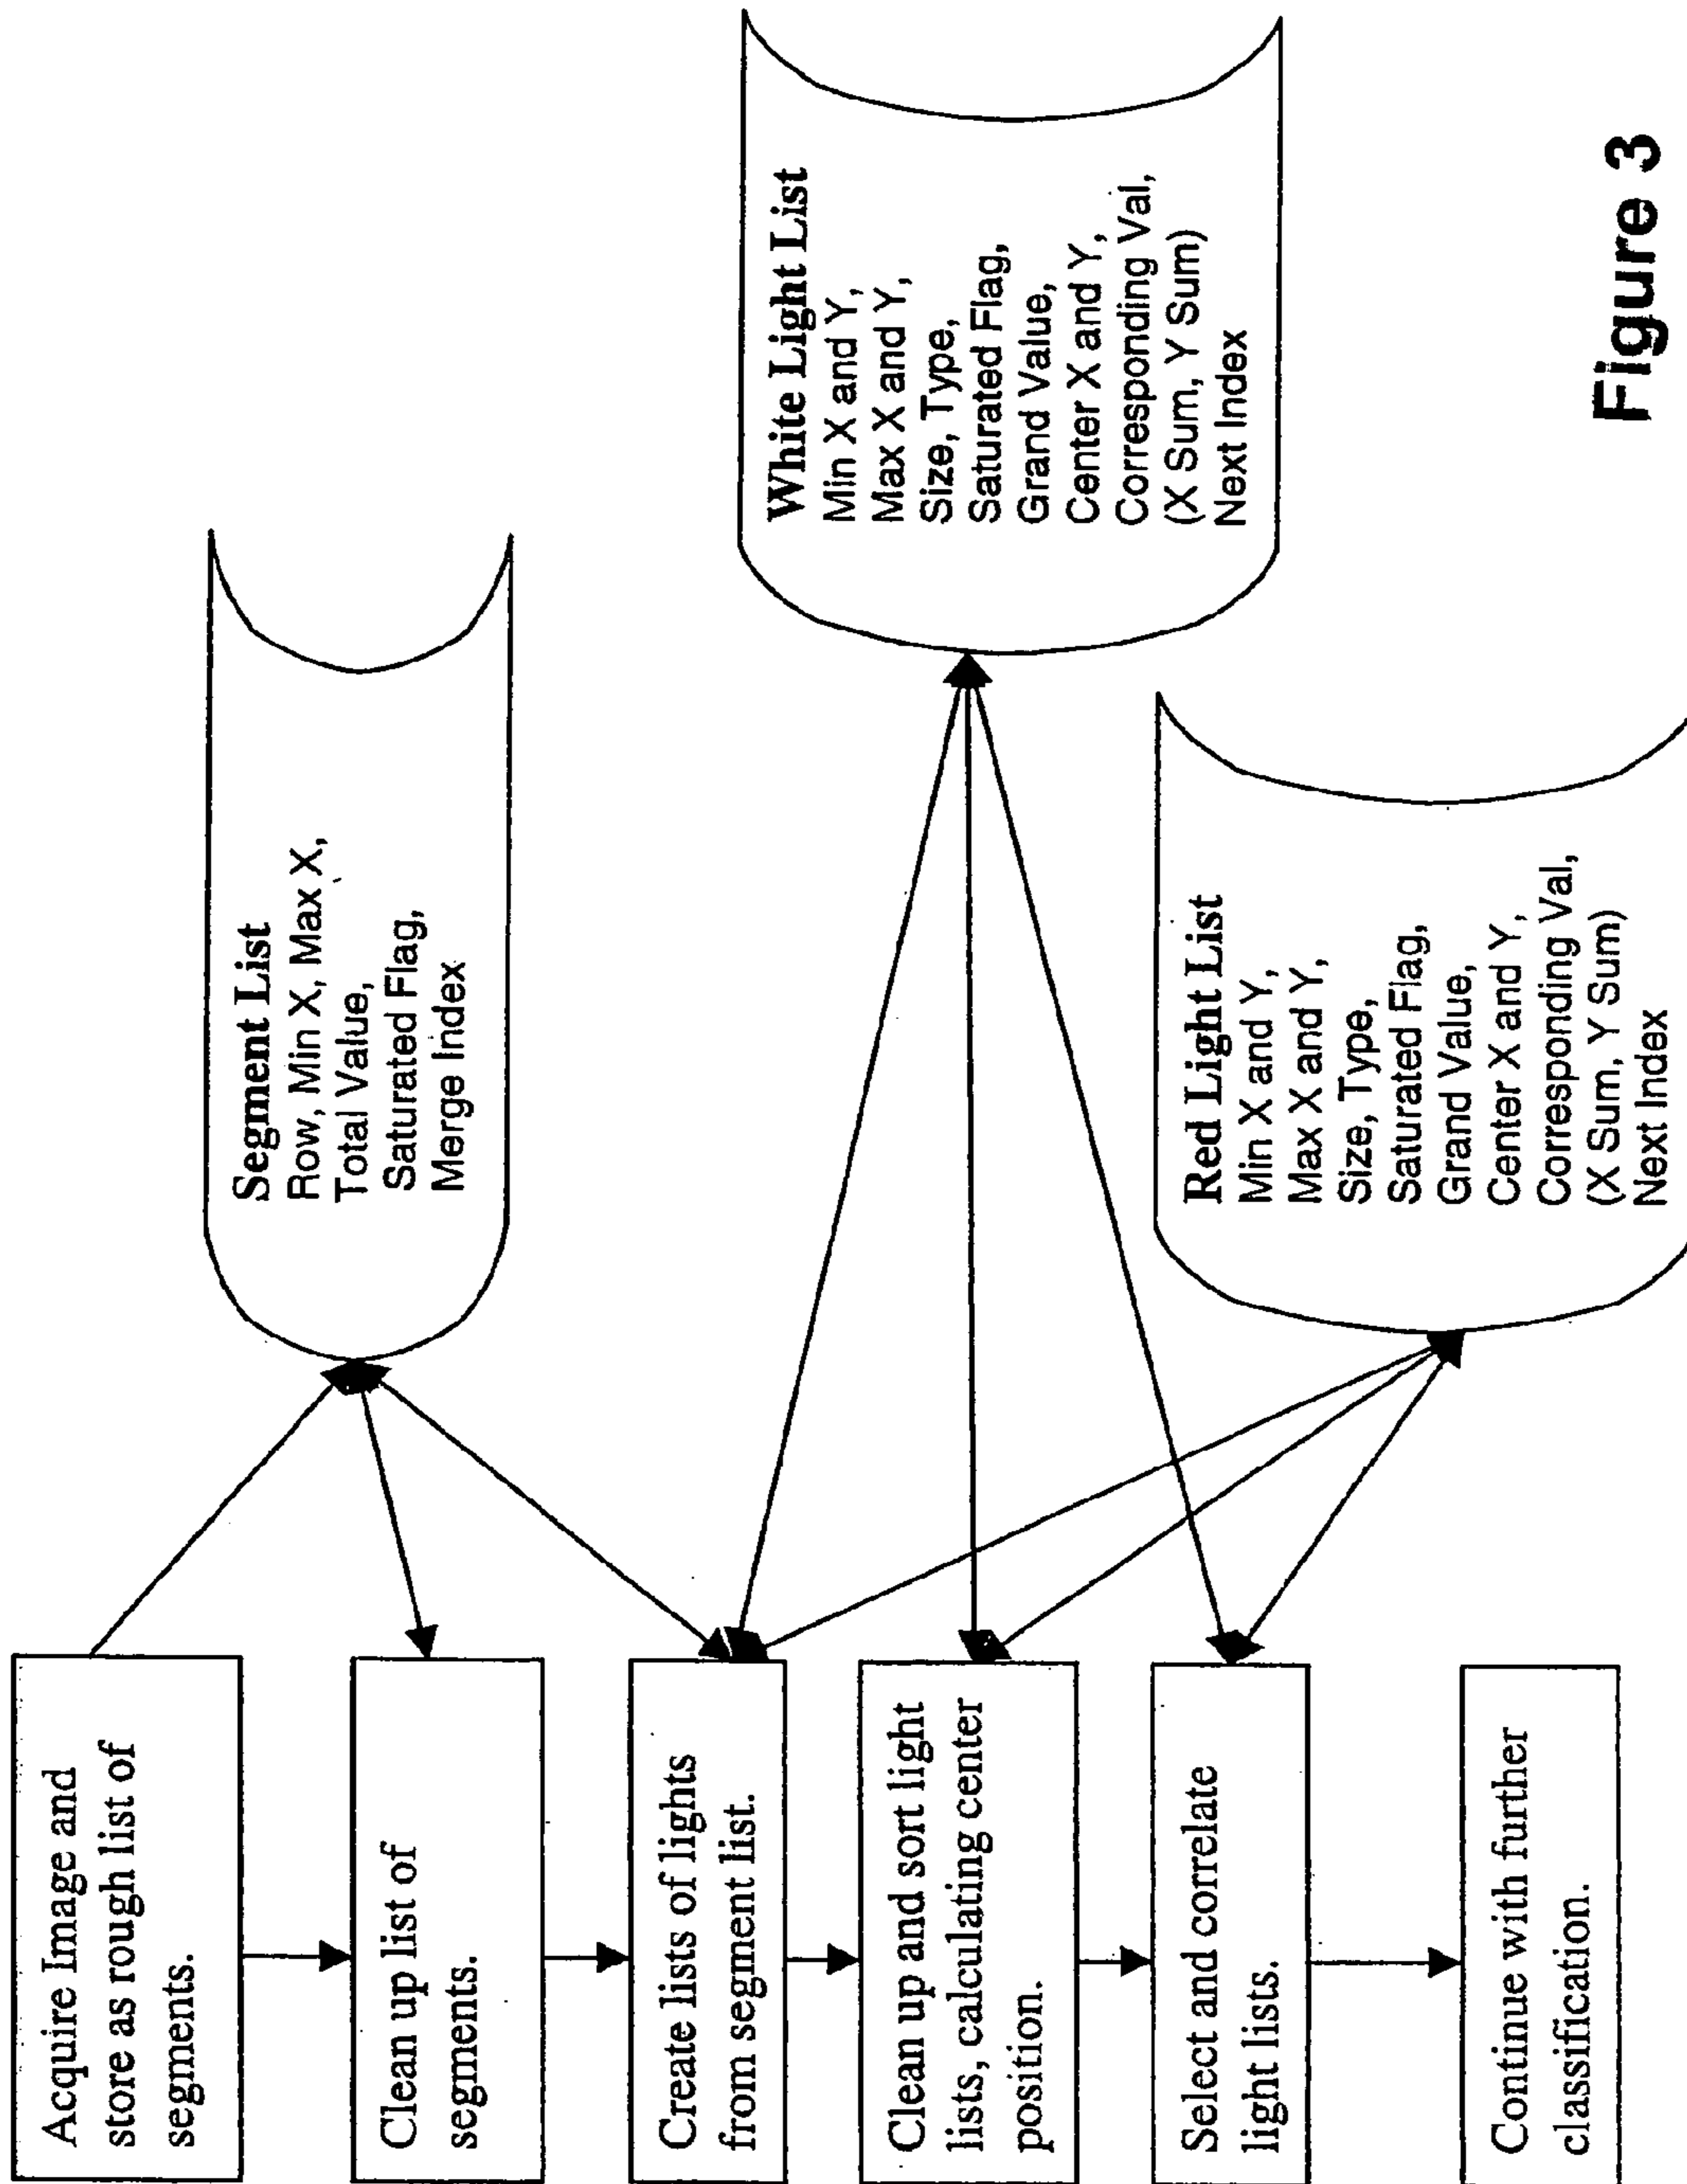 Acquire Image and
store as rough list of
segments.
Clean up list of
segments.
Create lists of lights
from segment list.
Clean up and sort light
lists, calculating center
position.
Select and correlate
light lists.
Continue with further
classification.
Segment List
Row, Min X, Max X,
Total Value,
Saturated Flag,
Merge Index
White Light List
Min X and Y,
Max X and Y,
Size, Type,
Saturated Flag,
Grand Value,
Center X and Y,
Corresponding Val,
(X Sum, Y Sum)
Next Index
Red Light List
Min X and Y,
Max X and Y,
Size, Type,
Saturated Flag,
Grand Value,
Center X and Y,
Corresponding Val,
(X Sum, Y Sum)
Next Index
Figure 3